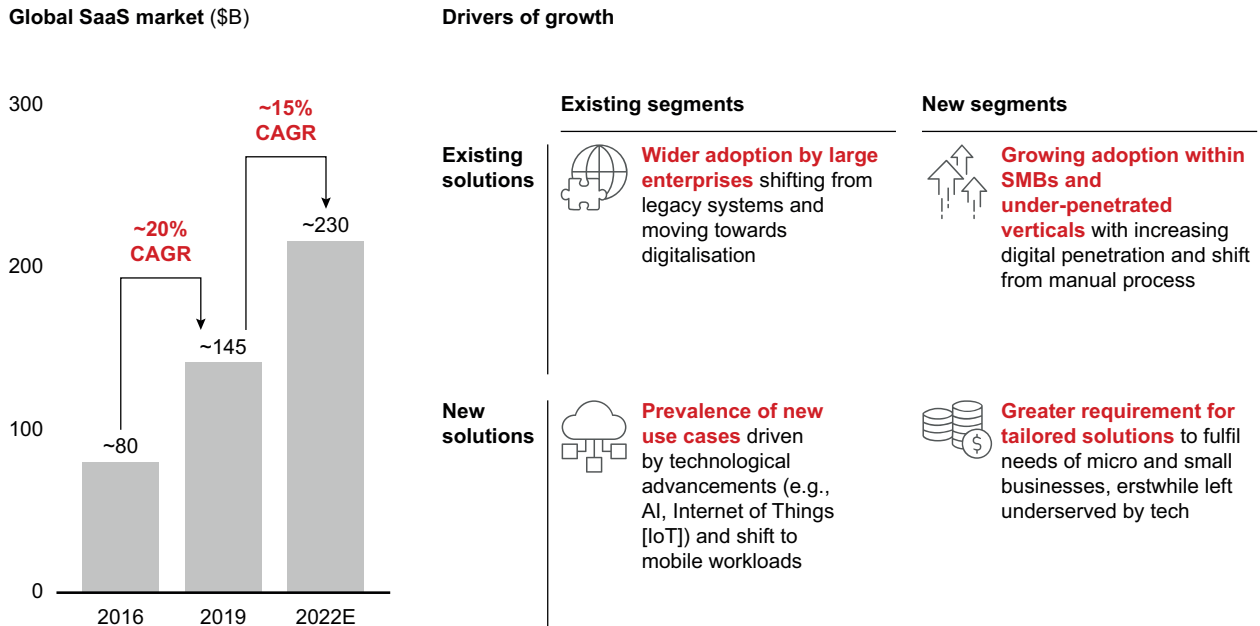 Global SaaS market ($B)
300
200
100
0
~15%
CAGR
~20%
CAGR
~230
~145
~80
2016
2019
2022E
Drivers of growth
Existing segments
New segments
Existing
solutions
Wider adoption by large
enterprises shifting from
legacy systems and
moving towards
digitalisation
Growing adoption within
SMBs and
under-penetrated
verticals with increasing
digital penetration and shift
from manual process
New
solutions
Prevalence of new
use cases driven
by technological
advancements (e.g.,
AI, Internet of Things
[IoT]) and shift to
mobile workloads
$
Greater requirement for
tailored solutions to fulfil
needs of micro and small
businesses, erstwhile left
underserved by tech